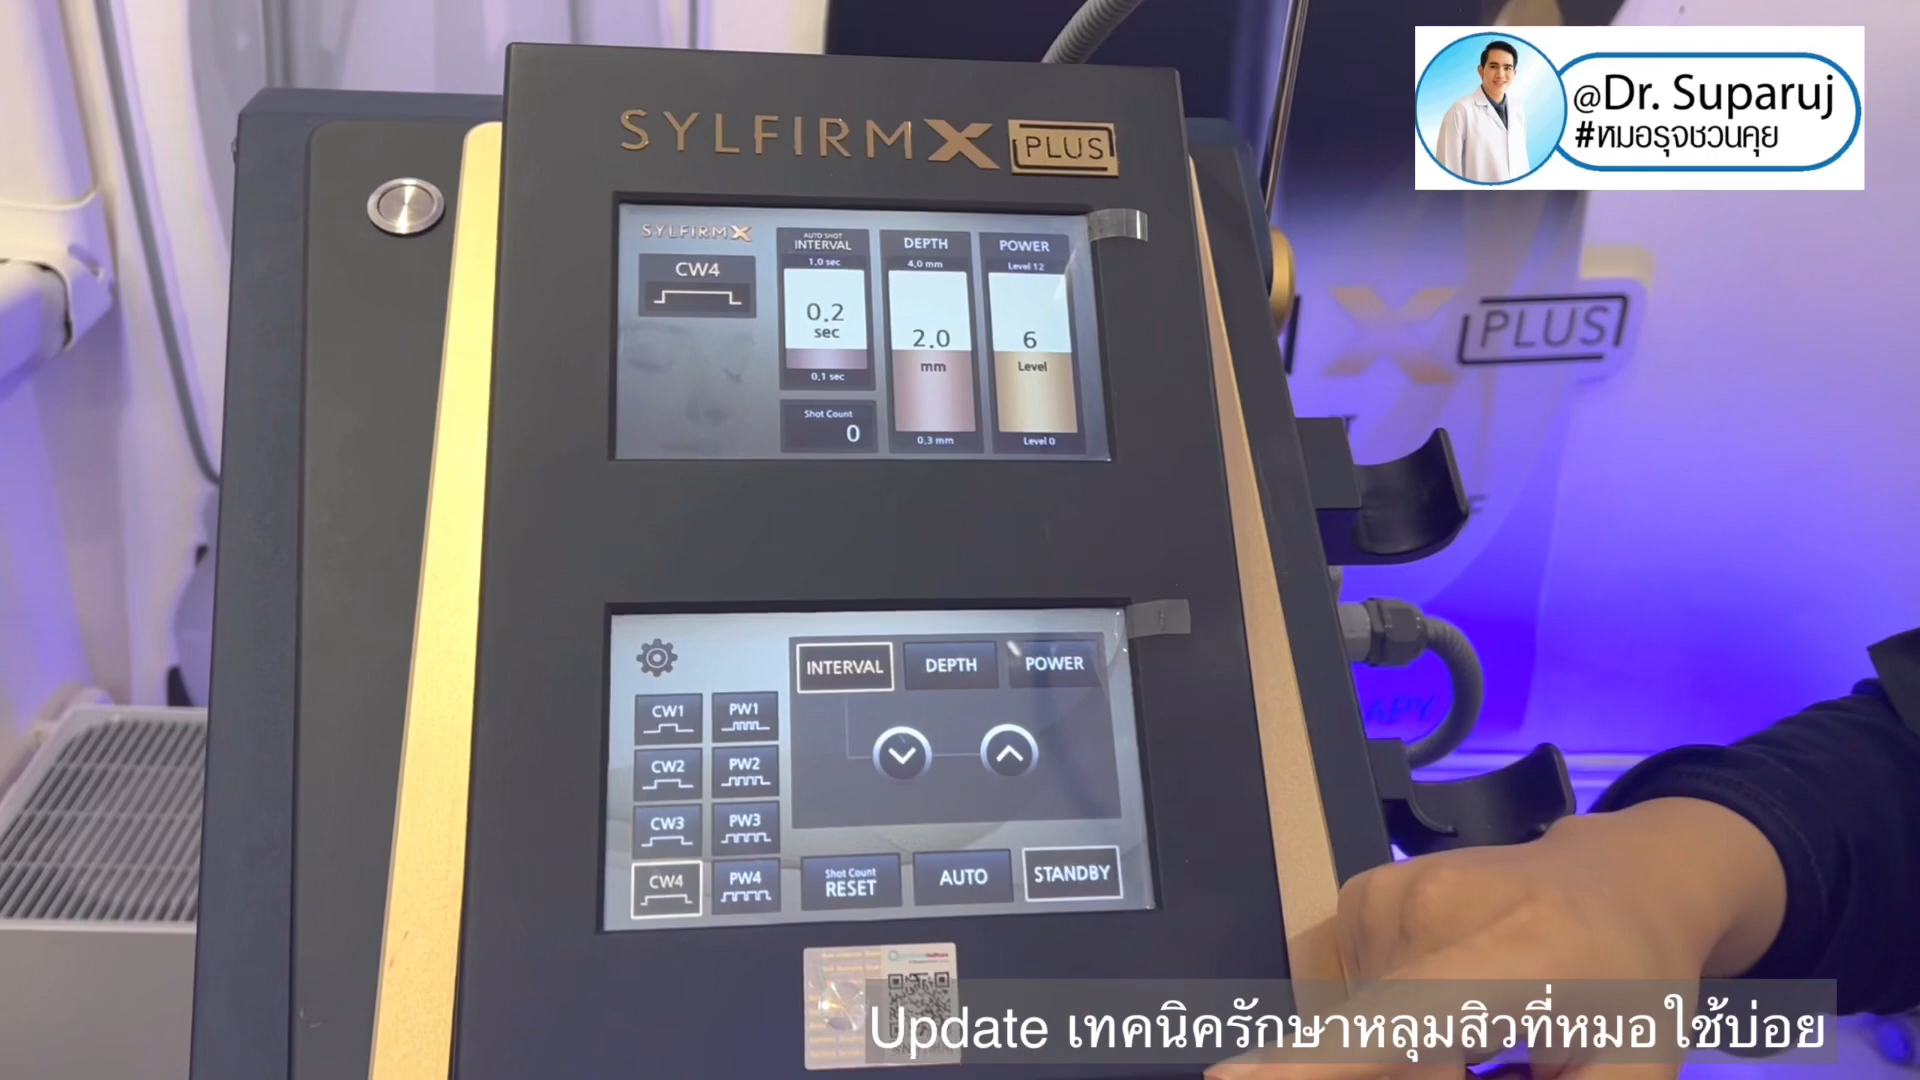 @Dr. Suparuj
#หมอรุจชวนคุย
SYLFIRM X PLUS
SYLFIRM X
CW4
AUTO SHOT
INTERVAL
1.0 sec
0.2
sec
0.1 sec
Shot Count
0
DEPTH
4.0 mm
2.0
mm
0.3 mm
POWER
Level 12
6
Level
Level 0
X PLUS
INTERVAL DEPTH POWER
CW1 PW1
CW2 PW2
CW3 PW3
CW4 PW4
Shot Count
RESET
AUTO
STANDBY
Update เทคนิครักษาหลุมสิวที่หมอใช้บ่อย